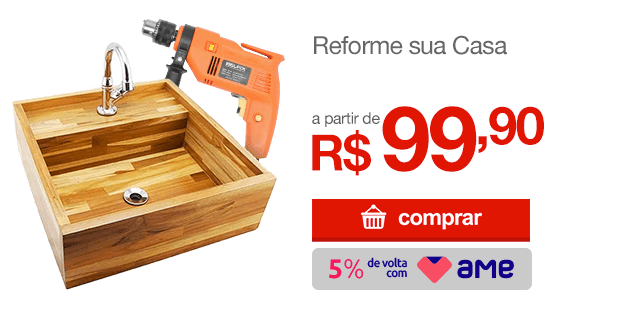 Reforme sua Casa
a partir de
R$ 99,90
comprar
5% de volta
com
ame